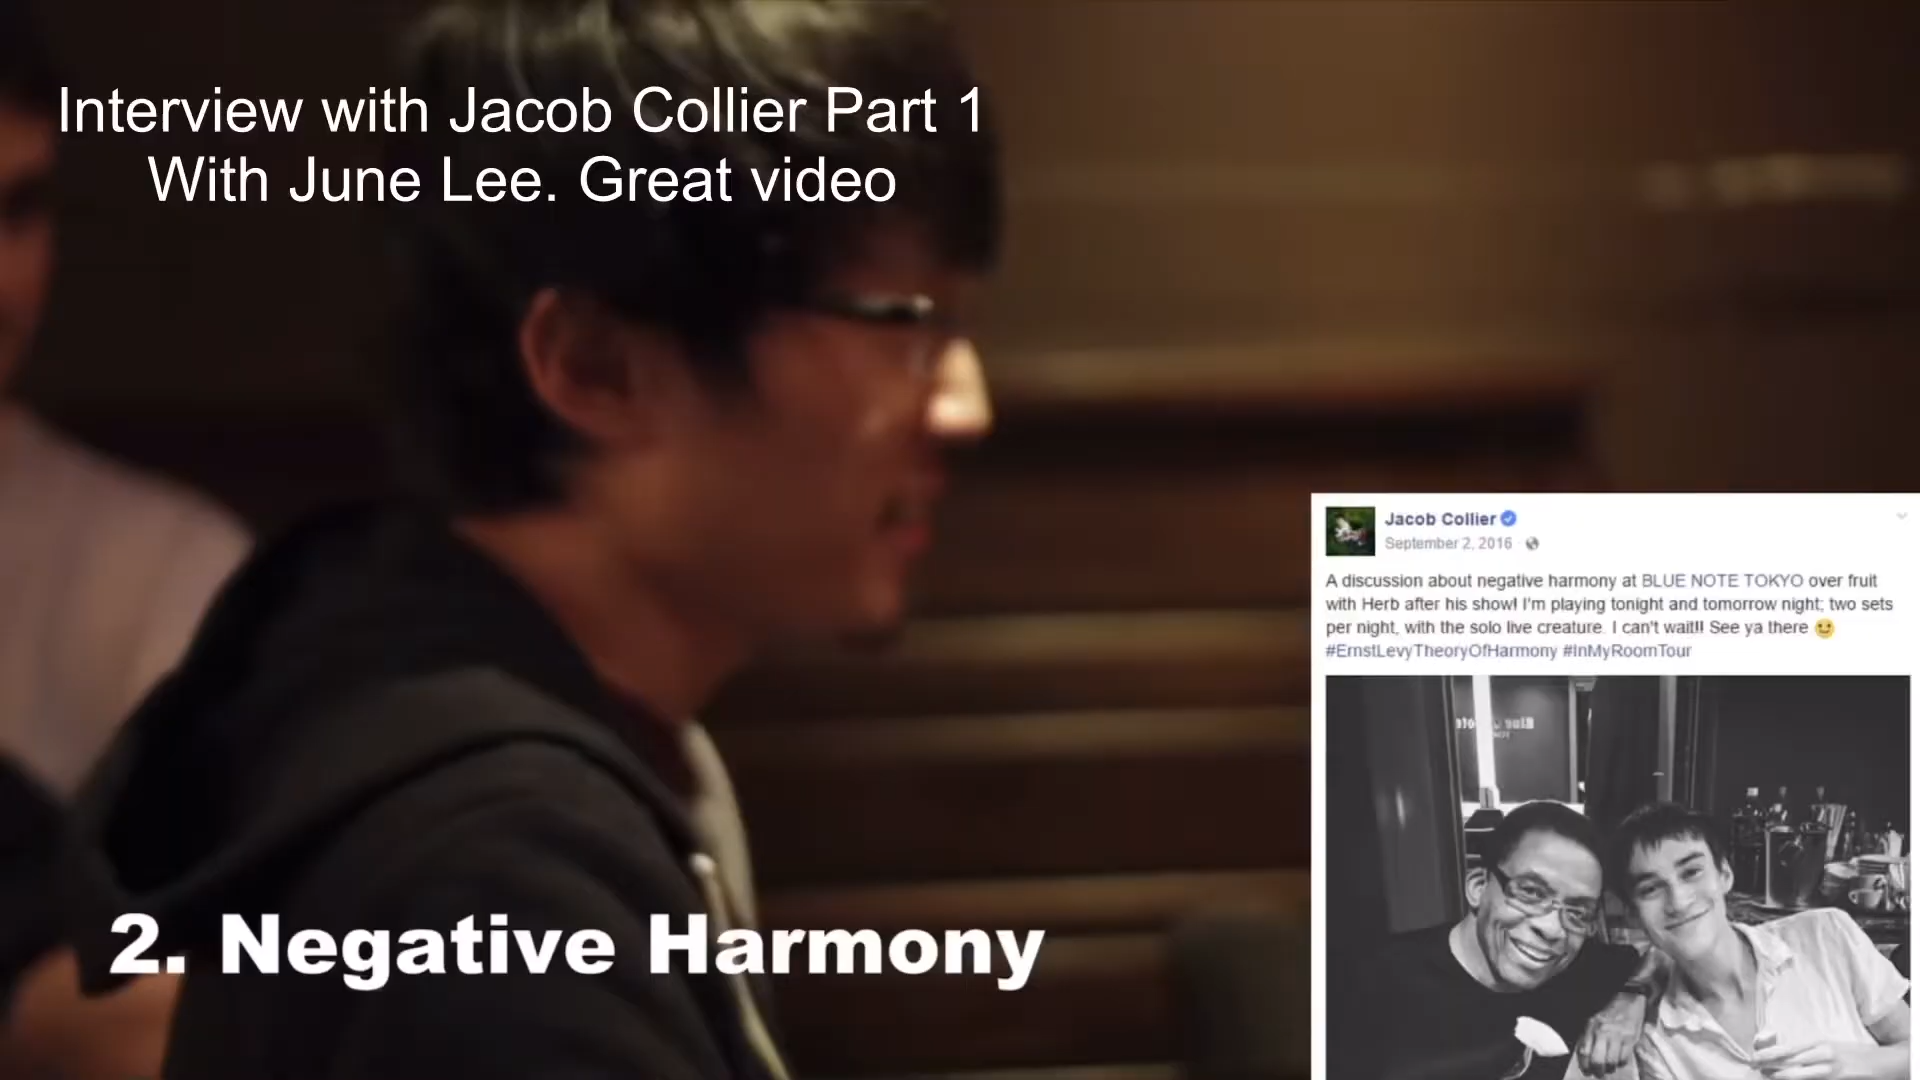 Interview with Jacob Collier Part 1
With June Lee. Great video
Jacob Collier
September 2, 2016
A discussion about negative harmony at BLUE NOTE TOKYO over fruit
with Herb after his show! I'm playing tonight and tomorrow night; two sets
per night, with the solo live creature. I can't wait!! See ya there 🙂
#ErnstLevyTheoryOfHarmony #InMyRoomTour
2. Negative Harmony